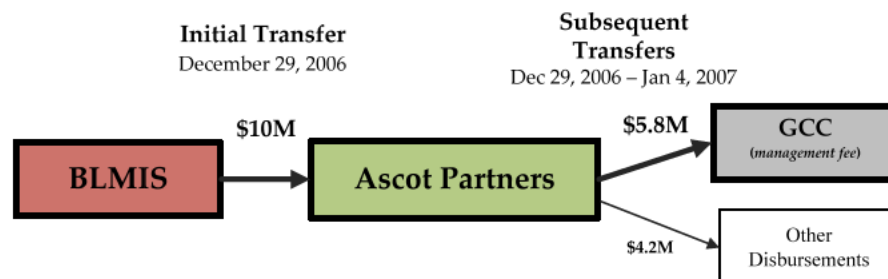 Initial Transfer
December 29, 2006
Subsequent
Transfers
Dec 29, 2006 – Jan 4, 2007
$10M
$5.8M
GCC
(management fee)
BLMIS
Ascot Partners
$4.2M
Other
Disbursements